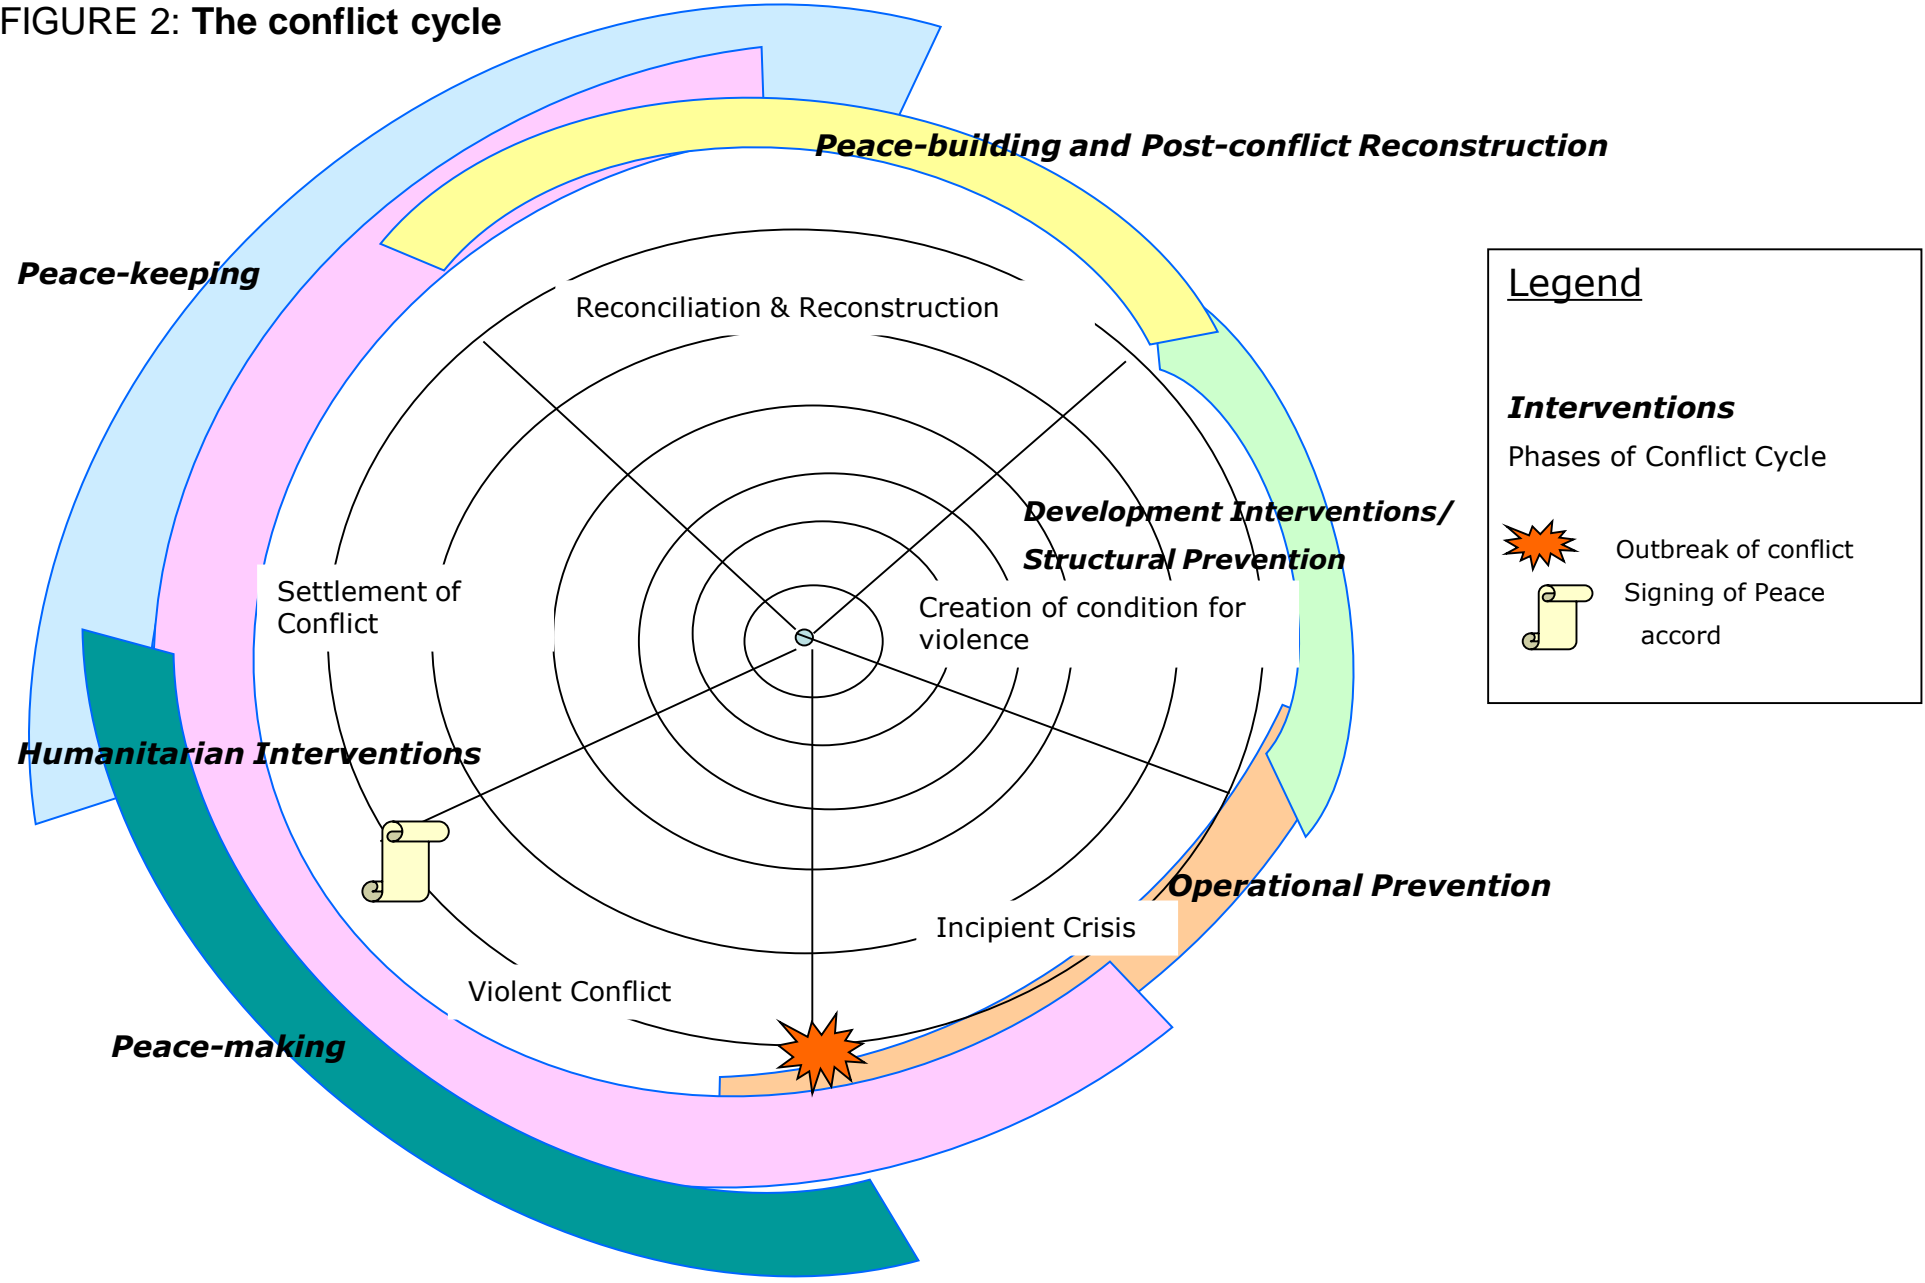 FIGURE 2: The conflict cycle
Peace-building and Post-conflict Reconstruction
Peace-keeping
Reconciliation & Reconstruction
Development Interventions/
Structural Prevention
Settlement of
Conflict
Creation of condition for
violence
Humanitarian Interventions
Operational Prevention
Incipient Crisis
Violent Conflict
Peace-making
Legend
Interventions
Phases of Conflict Cycle
Outbreak of conflict
Signing of Peace
accord